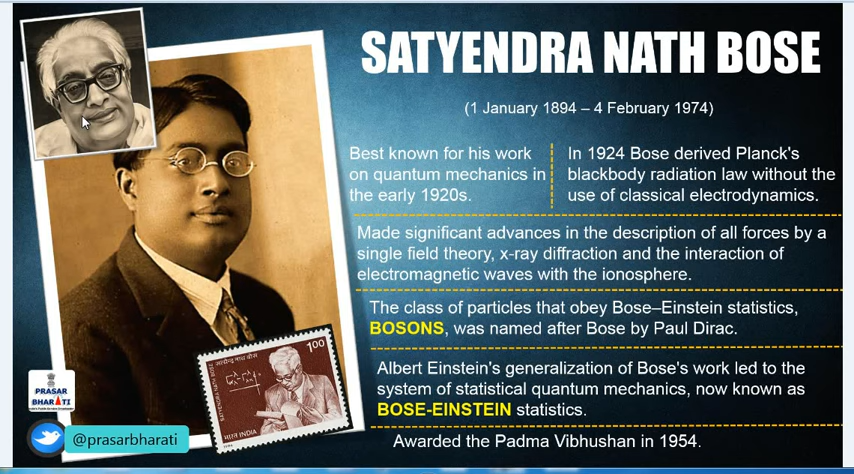 SATYENDRA NATH BOSE
(1 January 1894 – 4 February 1974)
Best known for his work
on quantum mechanics in
the early 1920s.
In 1924 Bose derived Planck's
blackbody radiation law without the
use of classical electrodynamics.
Made significant advances in the description of all forces by a
single field theory, x-ray diffraction and the interaction of
electromagnetic waves with the ionosphere.
The class of particles that obey Bose–Einstein statistics,
BOSONS, was named after Bose by Paul Dirac.
Albert Einstein's generalization of Bose's work led to the
system of statistical quantum mechanics, now known as
BOSE-EINSTEIN statistics.
Awarded the Padma Vibhushan in 1954.
100
SATYENDRA NATH BOSE
भारत INDIA
PRASAR
BHARATI
@prasarbharati